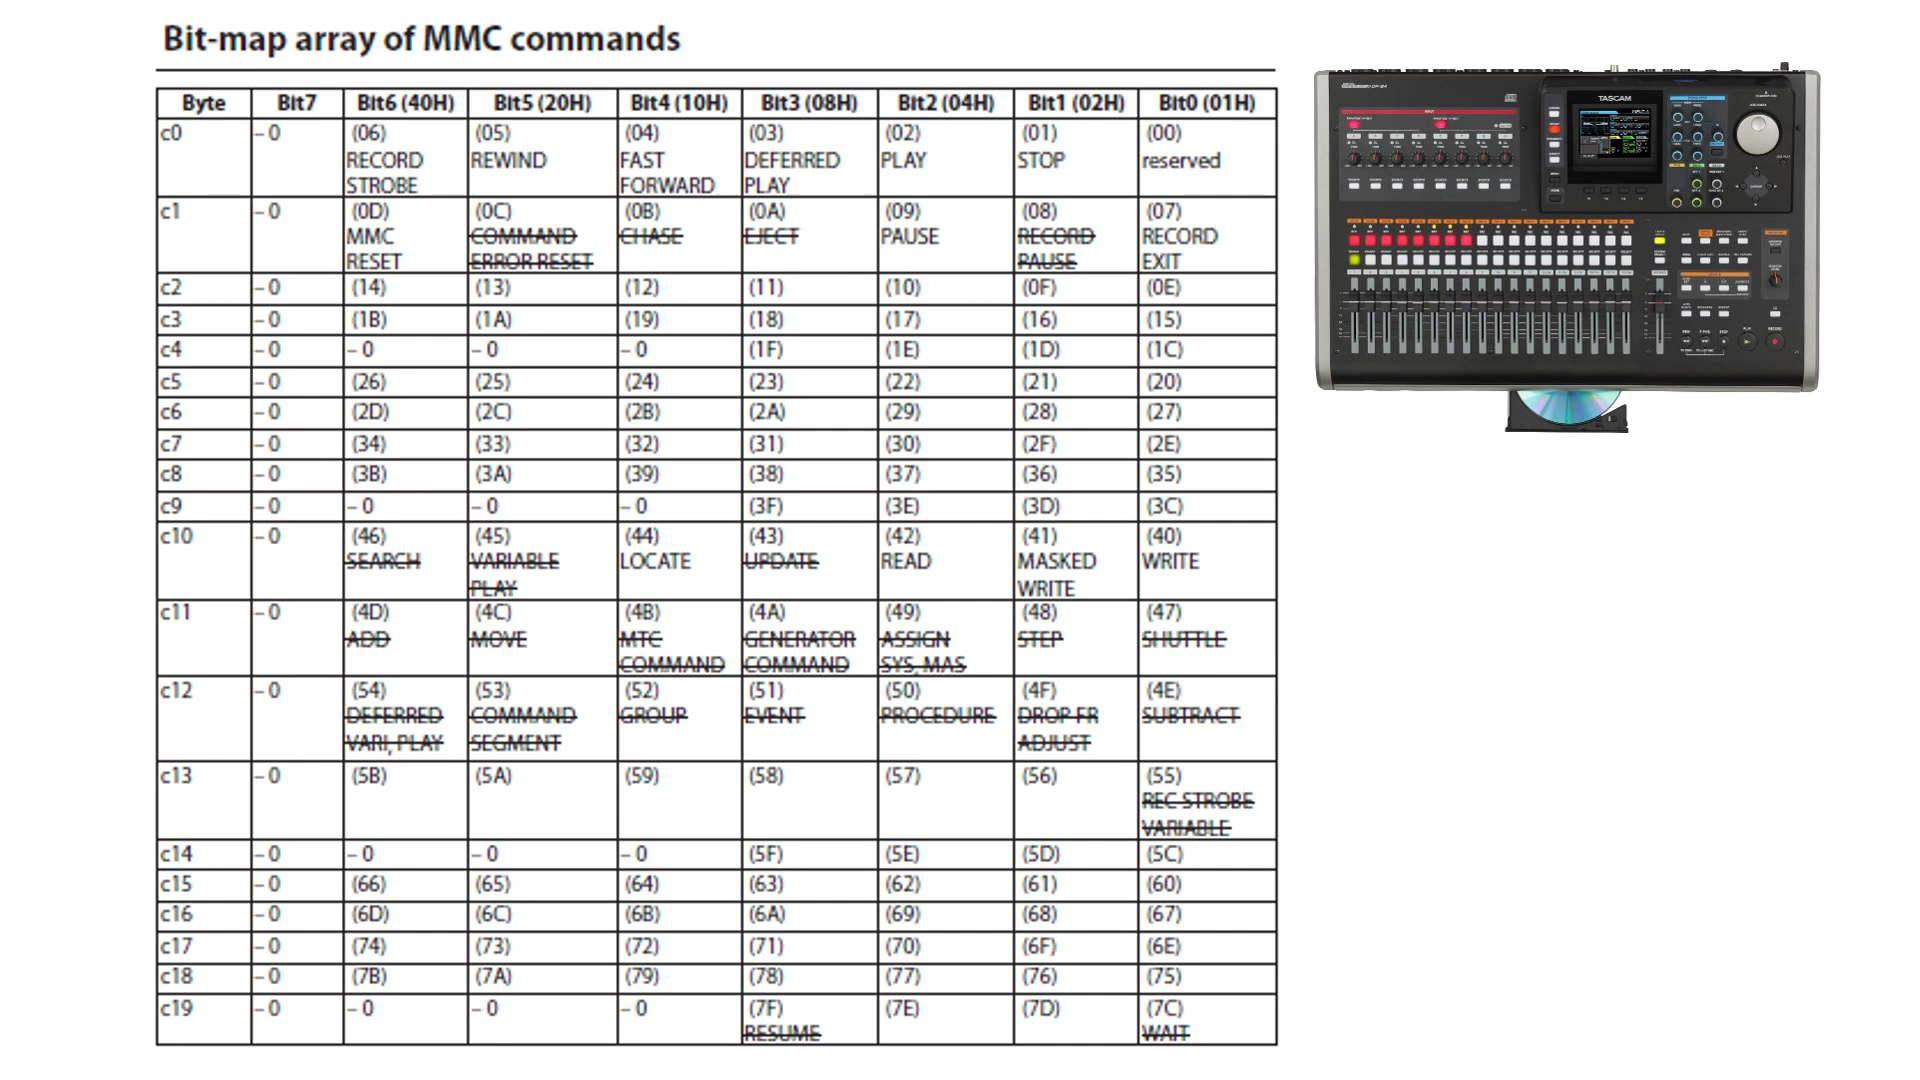 Bit-map array of MMC commands
Byte Bit7 Bit6 (40H) Bit5 (20H) Bit4 (10H) Bit3 (08H) Bit2 (04H) Bit1 (02H) Bit0 (01H)
c0 – 0 (06) (05) (04) (03) (02) (01) (00)
RECORD REWIND FAST DEFERRED PLAY STOP reserved
STROBE FORWARD PLAY
c1 – 0 (0D) (0C) (0B) (0A) (09) (08) (07)
MMC COMMAND CHASE EJECT PAUSE RECORD RECORD
RESET ERROR RESET PAUSE EXIT
c2 – 0 (14) (13) (12) (11) (10) (0F) (0E)
c3 – 0 (1B) (1A) (19) (18) (17) (16) (15)
c4 – 0 – 0 – 0 – 0 (1F) (1E) (1D) (1C)
c5 – 0 (26) (25) (24) (23) (22) (21) (20)
c6 – 0 (2D) (2C) (2B) (2A) (29) (28) (27)
c7 – 0 (34) (33) (32) (31) (30) (2F) (2E)
c8 – 0 (3B) (3A) (39) (38) (37) (36) (35)
c9 – 0 – 0 – 0 – 0 (3F) (3E) (3D) (3C)
c10 – 0 (46) (45) (44) (43) (42) (41) (40)
SEARCH VARIABLE LOCATE UPDATE READ MASKED WRITE
PLAY WRITE
c11 – 0 (4D) (4C) (4B) (4A) (49) (48) (47)
ADD MOVE MTC GENERATOR ASSIGN STEP SHUTTLE
COMMAND COMMAND SYS, MAS
c12 – 0 (54) (53) (52) (51) (50) (4F) (4E)
DEFERRED COMMAND GROUP EVENT PROCEDURE DROP FR SUBTRACT
VARI, PLAY SEGMENT ADJUST
c13 – 0 (5B) (5A) (59) (58) (57) (56) (55)
REC STROBE
VARIABLE
c14 – 0 – 0 – 0 – 0 (5F) (5E) (5D) (5C)
c15 – 0 (66) (65) (64) (63) (62) (61) (60)
c16 – 0 (6D) (6C) (6B) (6A) (69) (68) (67)
c17 – 0 (74) (73) (72) (71) (70) (6F) (6E)
c18 – 0 (7B) (7A) (79) (78) (77) (76) (75)
c19 – 0 – 0 – 0 – 0 (7F) (7E) (7D) (7C)
RESUME WAIT
TASCAM